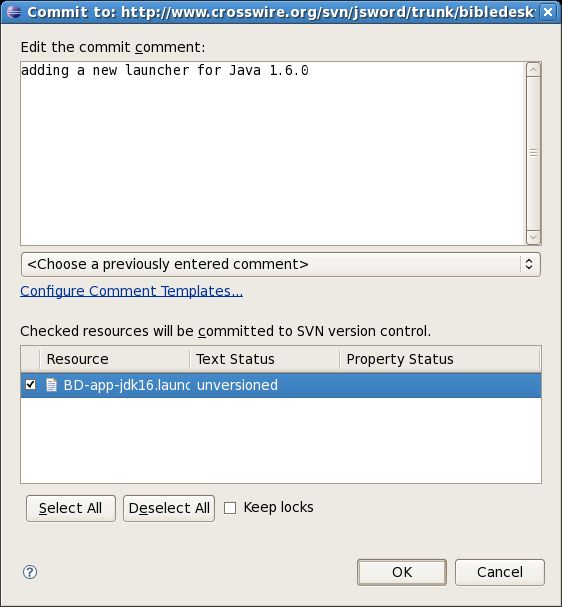 Commit to: http://www.crosswire.org/svn/jsword/trunk/bibledesk
Edit the commit comment:
adding a new launcher for Java 1.6.0
<Choose a previously entered comment>
Configure Comment Templates...
Checked resources will be committed to SVN version control.
Resource Text Status Property Status
BD-app-jdk16.launc unversioned
Select All Deselect All Keep locks
? OK Cancel